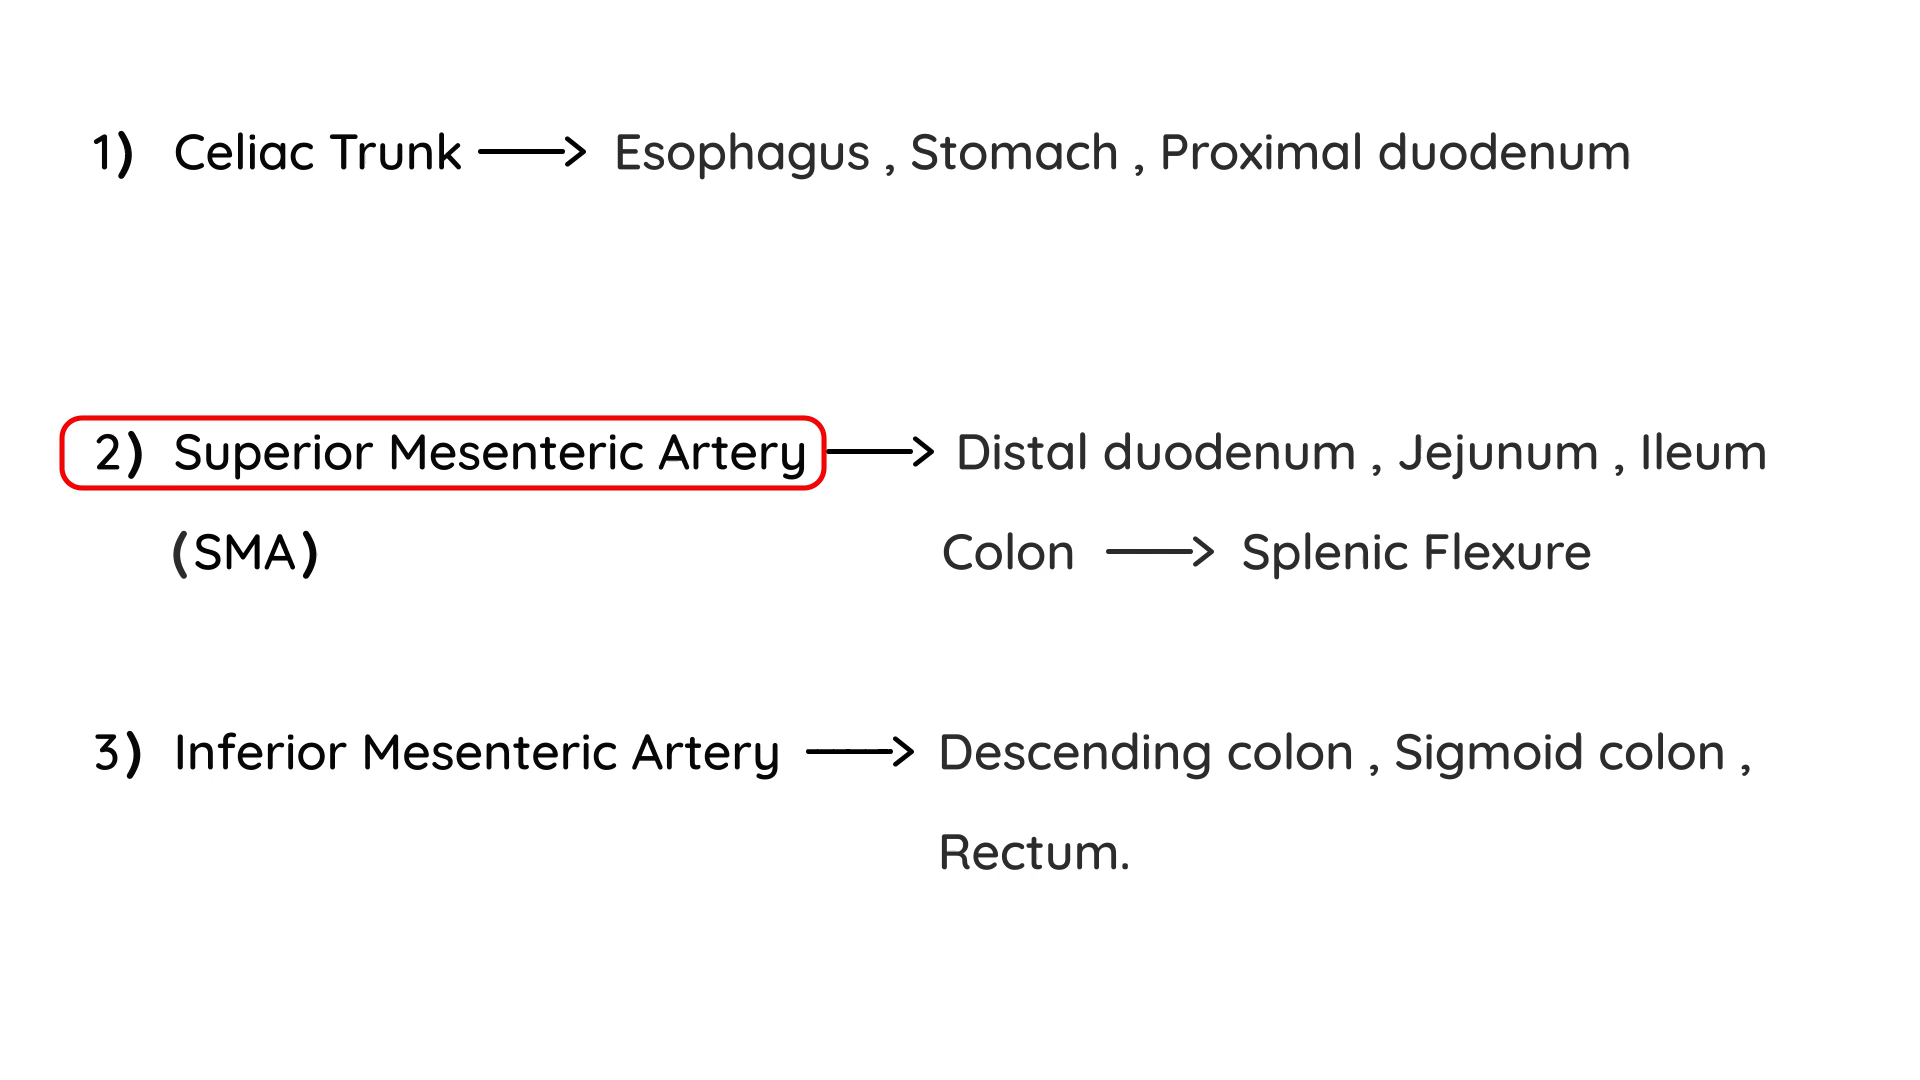 1) Celiac Trunk → Esophagus , Stomach , Proximal duodenum
2) Superior Mesenteric Artery → Distal duodenum , Jejunum , Ileum
(SMA) Colon → Splenic Flexure
3) Inferior Mesenteric Artery → Descending colon , Sigmoid colon ,
Rectum.